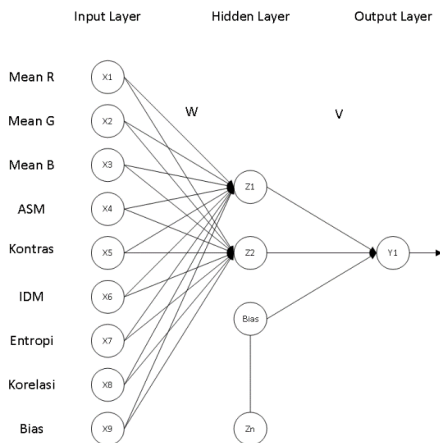 Input Layer Hidden Layer Output Layer
Mean R X1
W V
Mean G X2
Mean B X3
Z1
ASM X4
Kontras X5 Z2 Y1
IDM X6
Bias
Entropi X7
Korelasi X8
Bias X9 Zn